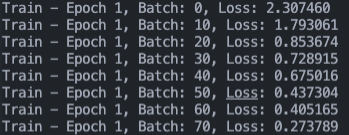 Train – Epoch 1, Batch: 0, Loss: 2.307460
Train – Epoch 1, Batch: 10, Loss: 1.793061
Train – Epoch 1, Batch: 20, Loss: 0.853674
Train – Epoch 1, Batch: 30, Loss: 0.728915
Train – Epoch 1, Batch: 40, Loss: 0.675016
Train – Epoch 1, Batch: 50, Loss: 0.437304
Train – Epoch 1, Batch: 60, Loss: 0.405165
Train – Epoch 1, Batch: 70, Loss: 0.273789